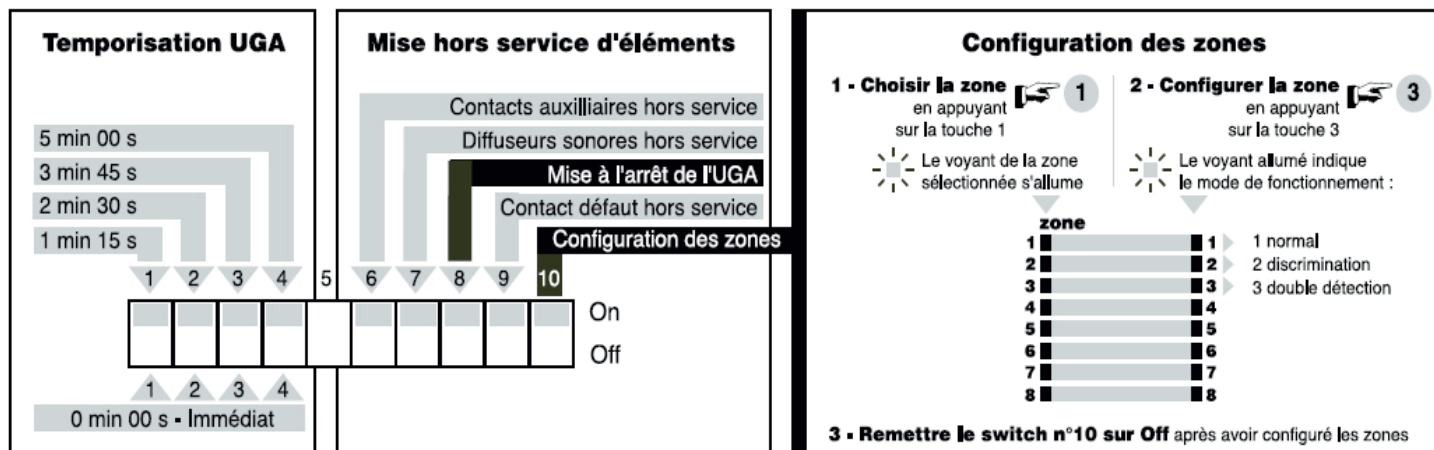 Temporisation UGA
5 min 00 s
3 min 45 s
2 min 30 s
1 min 15 s
1 2 3 4 5
1 2 3 4
0 min 00 s - Immédiat
Mise hors service d'éléments
Contacts auxilliaires hors service
Diffuseurs sonores hors service
Mise à l'arrêt de l'UGA
Contact défaut hors service
Configuration des zones
6 7 8 9 10
On
Off
Configuration des zones
1 - Choisir la zone 1
en appuyant
sur la touche 1
Le voyant de la zone
sélectionnée s'allume
2 - Configurer la zone 3
en appuyant
sur la touche 3
Le voyant allumé indique
le mode de fonctionnement :
zone
1 1 1 normal
2 2 2 discrimination
3 3 3 double détection
4 4
5 5
6 6
7 7
8 8
3 - Remettre le switch n°10 sur Off après avoir configuré les zones